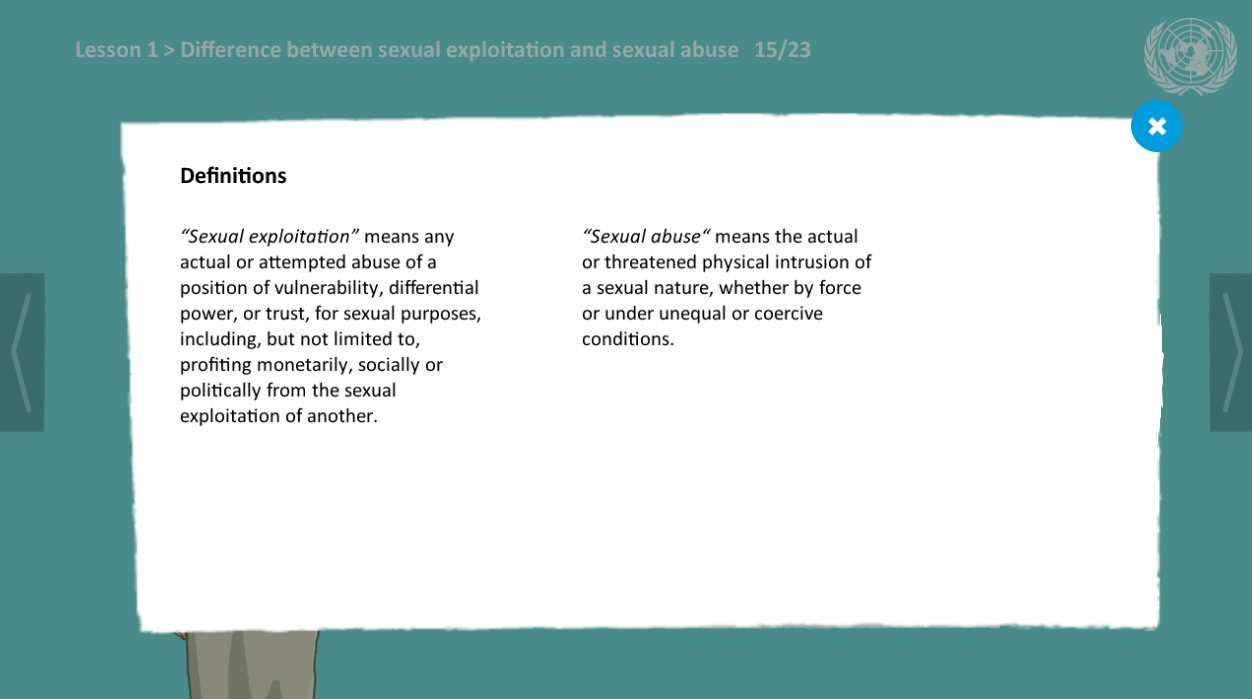 Lesson 1 > Difference between sexual exploitation and sexual abuse 15/23
Definitions
“Sexual exploitation” means any
actual or attempted abuse of a
position of vulnerability, differential
power, or trust, for sexual purposes,
including, but not limited to,
profiting monetarily, socially or
politically from the sexual
exploitation of another.
“Sexual abuse“ means the actual
or threatened physical intrusion of
a sexual nature, whether by force
or under unequal or coercive
conditions.